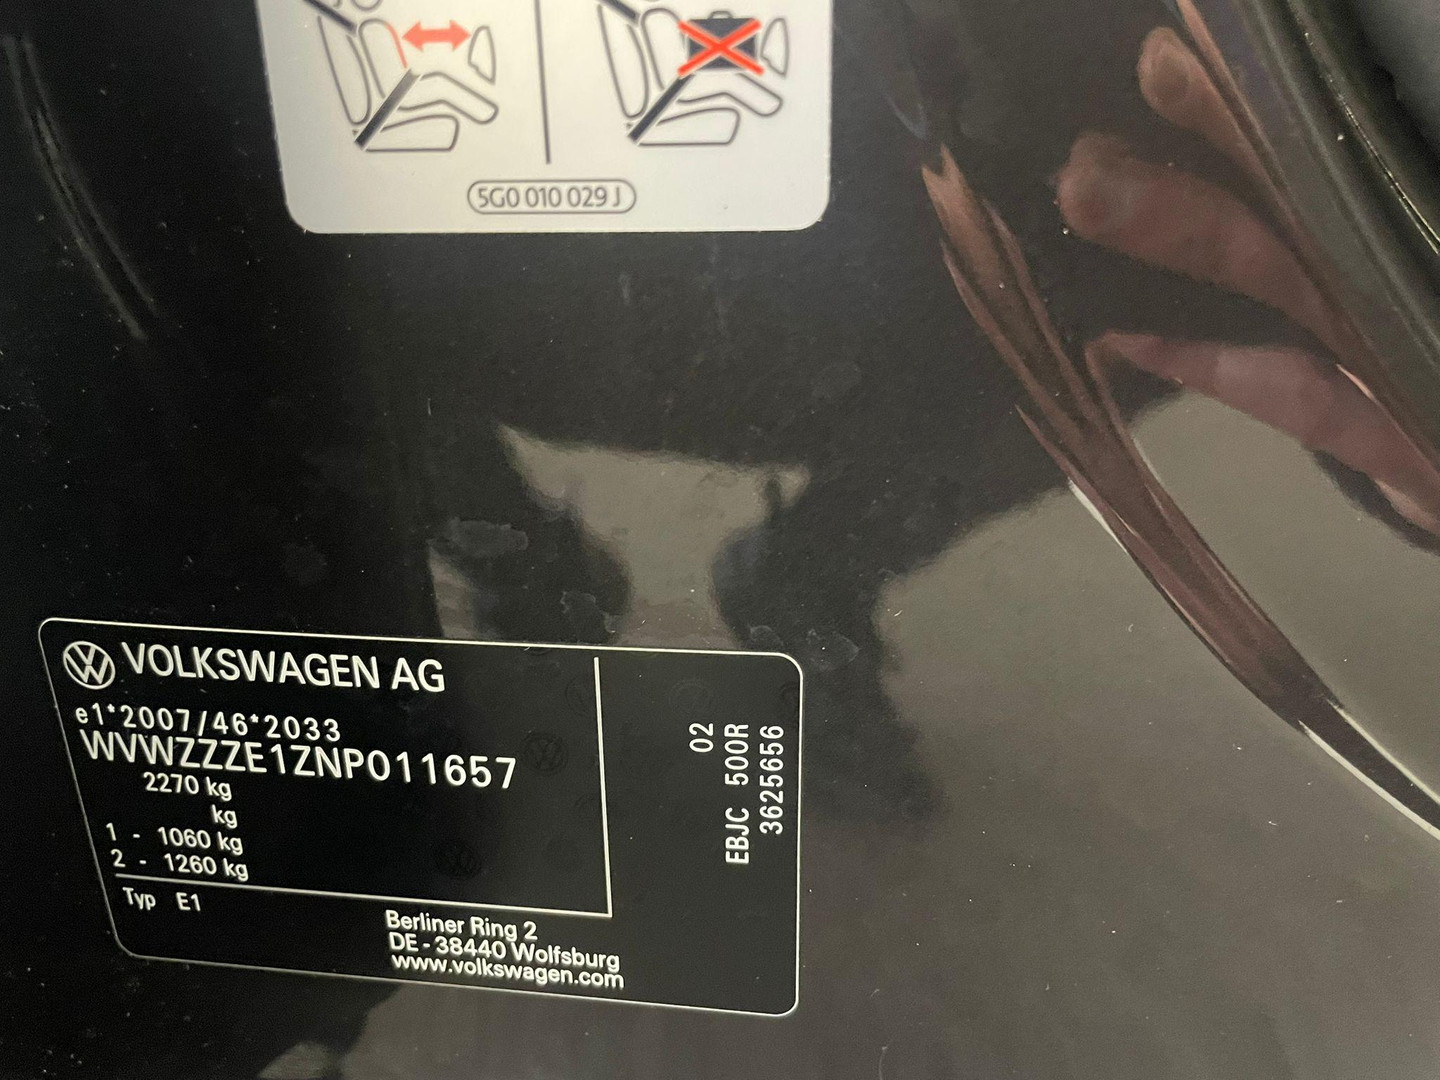 5G0 010 029 J
VOLKSWAGEN AG
e1*2007/46*2033
WVWZZZE1ZNP011657
2270 kg
kg
1 - 1060 kg
2 - 1260 kg
Typ E1
Berliner Ring 2
DE-38440 Wolfsburg
www.volkswagen.com
02
EBJC 500R
3625656